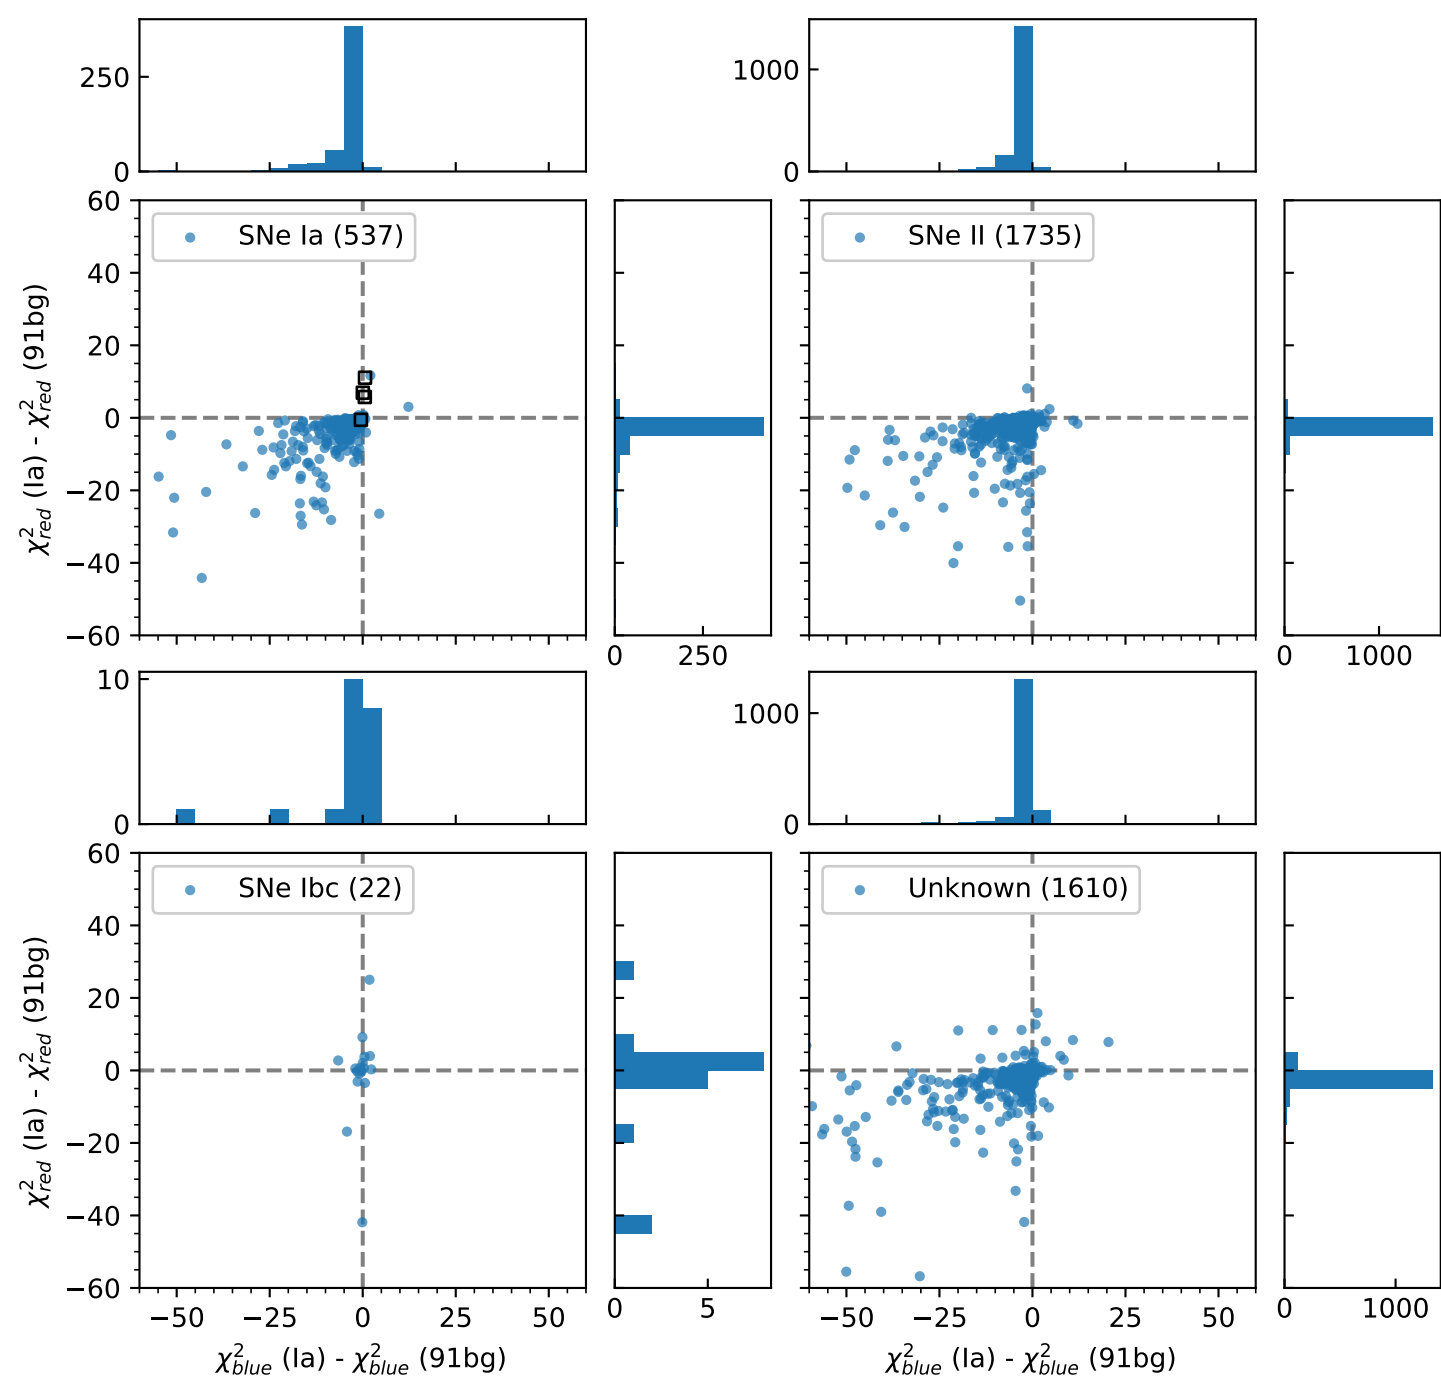 250
0
1000
0
60
40
20
0
−20
−40
−60
χ²red (Ia) - χ²red (91bg)
SNe Ia (537)
0 250
SNe II (1735)
0 1000
10
0
1000
0
60
40
20
0
−20
−40
−60
χ²red (Ia) - χ²red (91bg)
SNe Ibc (22)
−50 −25 0 25 50
χ²blue (Ia) - χ²blue (91bg)
0 5
Unknown (1610)
−50 −25 0 25 50
χ²blue (Ia) - χ²blue (91bg)
0 1000